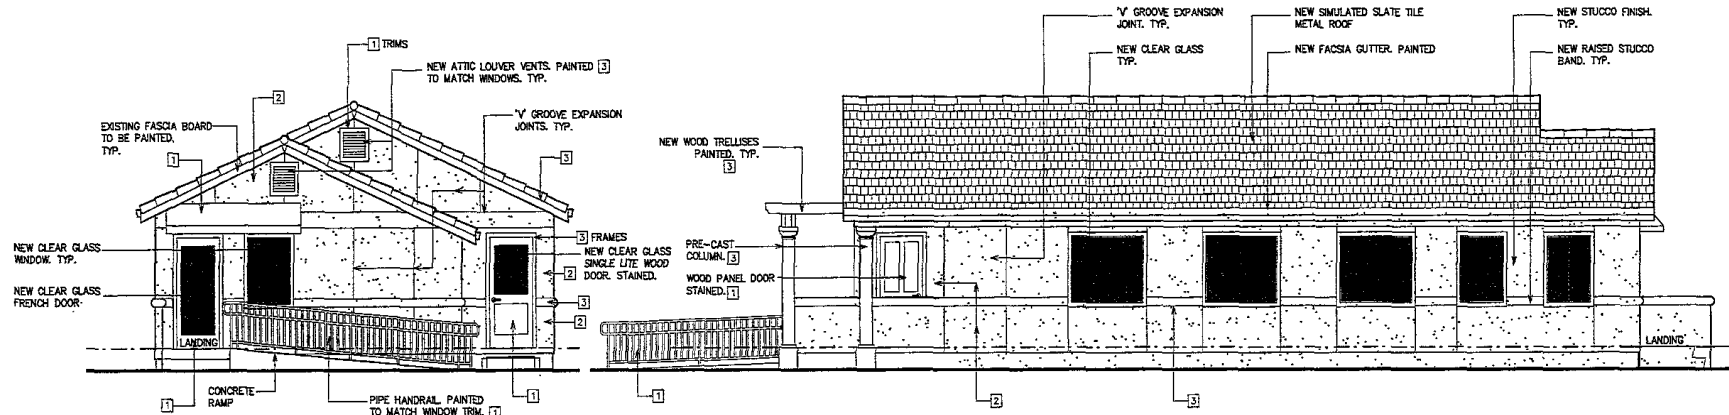 1 TRIMS
NEW ATTIC LOUVER VENTS. PAINTED 3
TO MATCH WINDOWS. TYP.
2
'V' GROOVE EXPANSION
JOINTS. TYP.
EXISTING FASCIA BOARD
TO BE PAINTED.
TYP.
1
3
NEW CLEAR GLASS
WINDOW. TYP.
NEW CLEAR GLASS
FRENCH DOOR
3 FRAMES
NEW CLEAR GLASS
SINGLE LITE WOOD
DOOR. STAINED.
2
3
2
LANDING
1
CONCRETE
RAMP
PIPE HANDRAIL. PAINTED
TO MATCH WINDOW TRIM. 1
1
'V' GROOVE EXPANSION
JOINT. TYP.
NEW CLEAR GLASS
TYP.
NEW SIMULATED SLATE TILE
METAL ROOF
NEW FACSIA GUTTER. PAINTED
NEW STUCCO FINISH.
TYP.
NEW RAISED STUCCO
BAND. TYP.
NEW WOOD TRELLISES
PAINTED. TYP.
3
PRE-CAST
COLUMN. 3
WOOD PANEL DOOR
STAINED. 1
LANDING
1
2
3